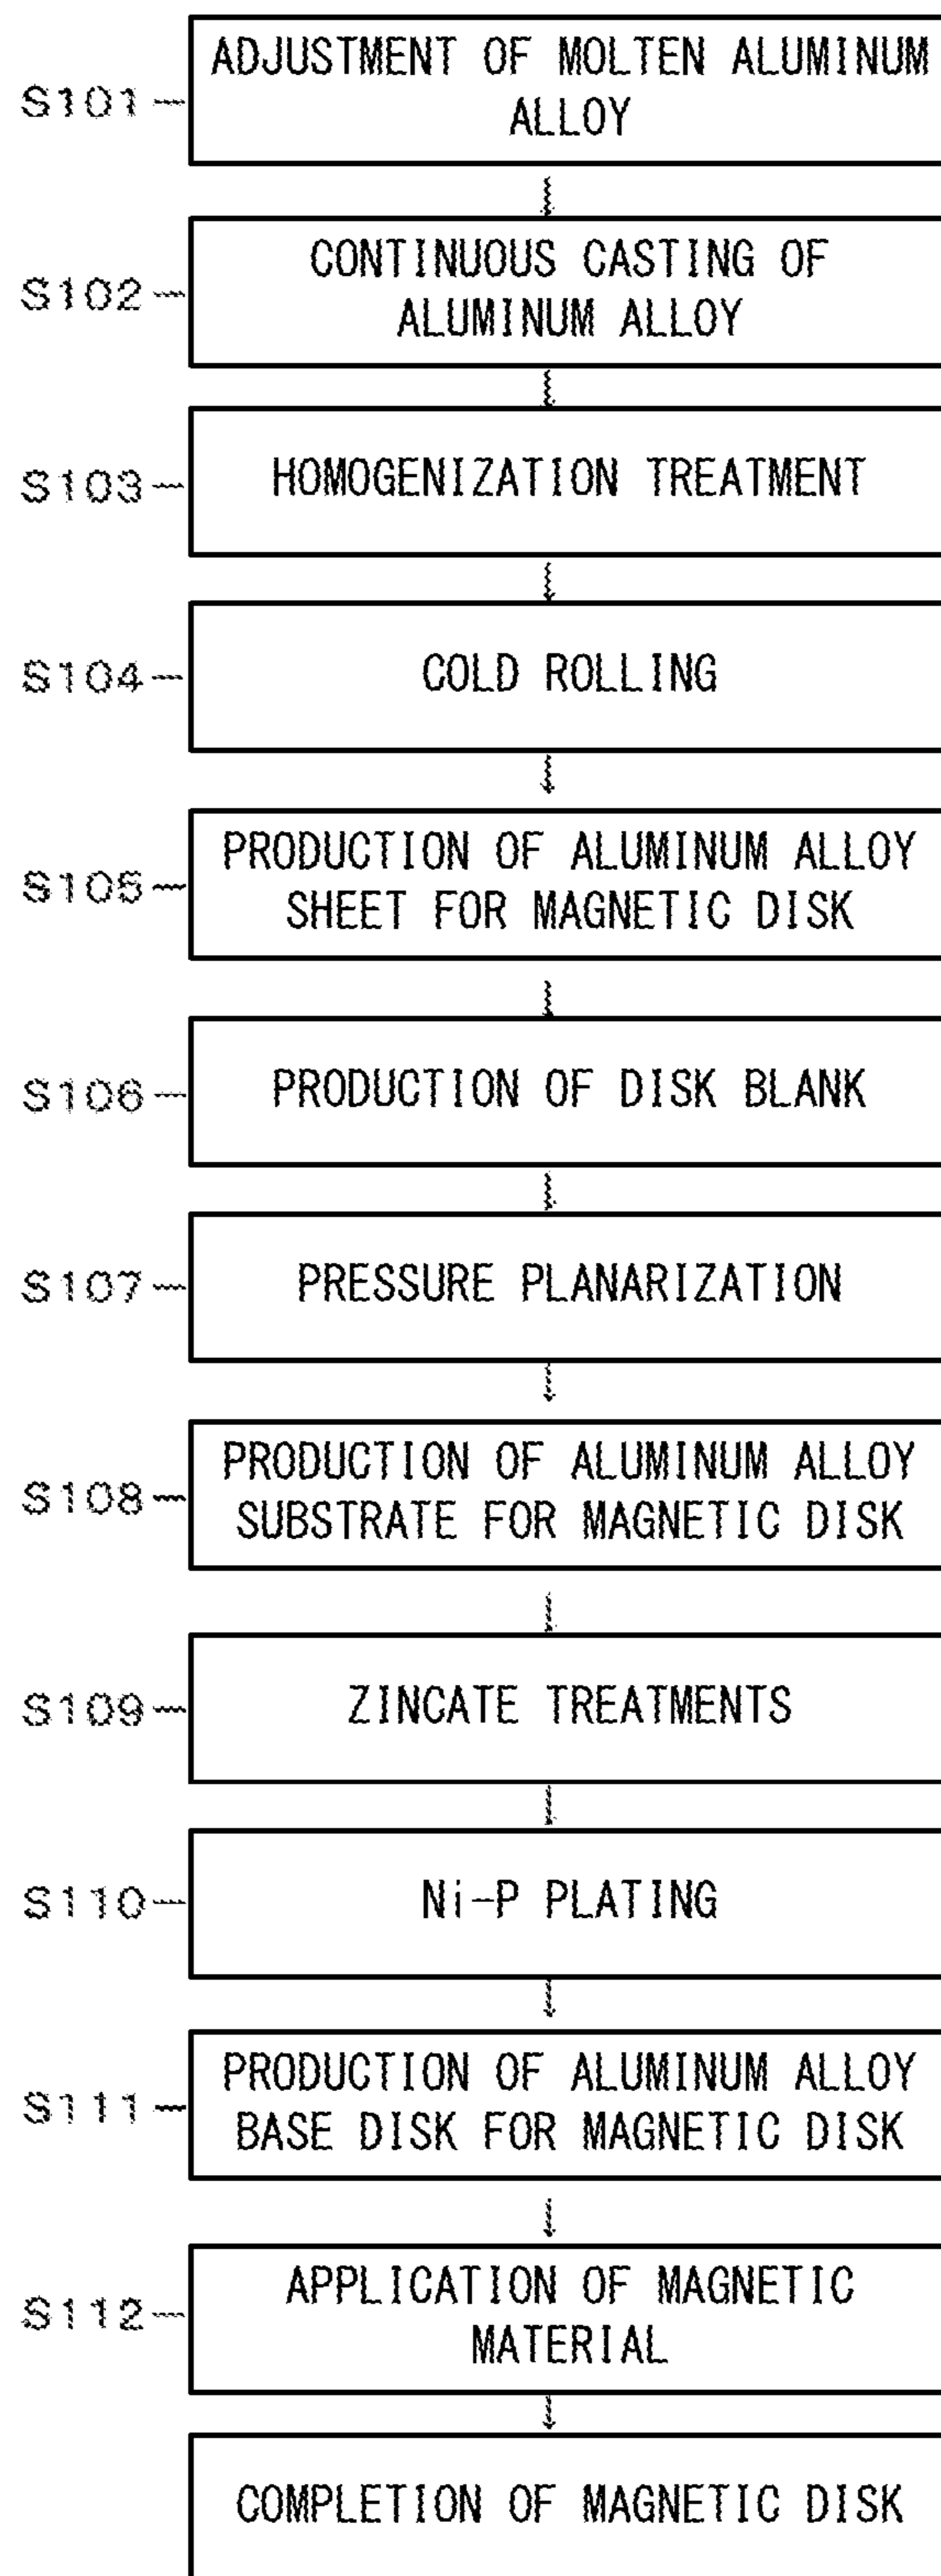 S101
ADJUSTMENT OF MOLTEN ALUMINUM
ALLOY
S102
CONTINUOUS CASTING OF
ALUMINUM ALLOY
S103
HOMOGENIZATION TREATMENT
S104
COLD ROLLING
S105
PRODUCTION OF ALUMINUM ALLOY
SHEET FOR MAGNETIC DISK
S106
PRODUCTION OF DISK BLANK
S107
PRESSURE PLANARIZATION
S108
PRODUCTION OF ALUMINUM ALLOY
SUBSTRATE FOR MAGNETIC DISK
S109
ZINCATE TREATMENTS
S110
Ni-P PLATING
S111
PRODUCTION OF ALUMINUM ALLOY
BASE DISK FOR MAGNETIC DISK
S112
APPLICATION OF MAGNETIC
MATERIAL
COMPLETION OF MAGNETIC DISK